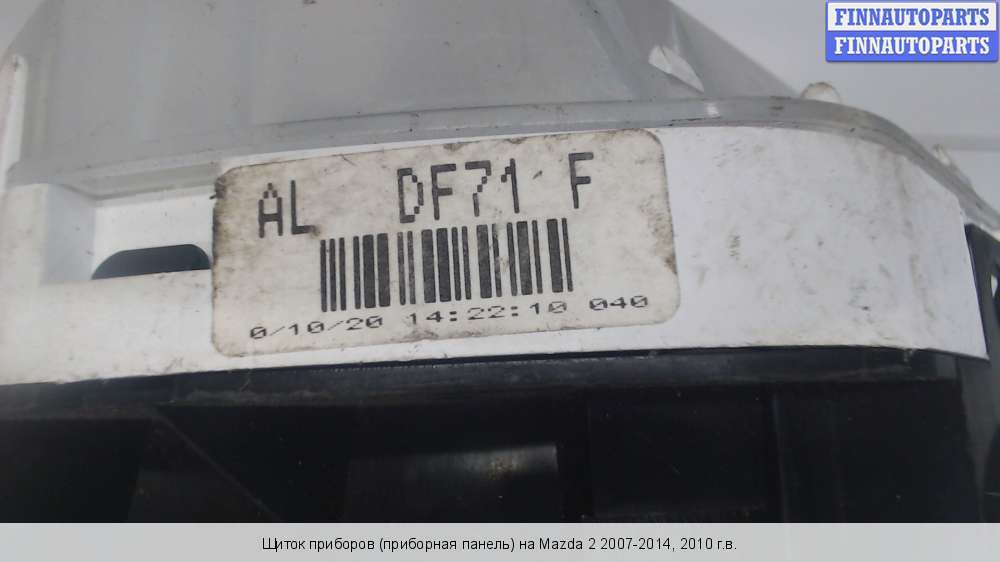 FINNAUTOPARTS
FINNAUTOPARTS
AL DF71 F
0/10/20 14:22:10 040
Щиток приборов (приборная панель) на Mazda 2 2007-2014, 2010 г.в.